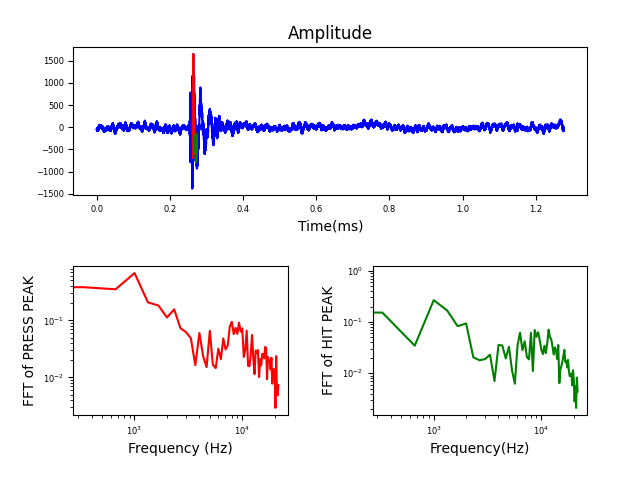 Amplitude
1500
1000
500
0
−500
−1000
−1500
0.0 0.2 0.4 0.6 0.8 1.0 1.2
Time(ms)
FFT of PRESS PEAK
10⁻¹
10⁻²
10³ 10⁴
Frequency (Hz)
FFT of HIT PEAK
10⁰
10⁻¹
10⁻²
10³ 10⁴
Frequency(Hz)